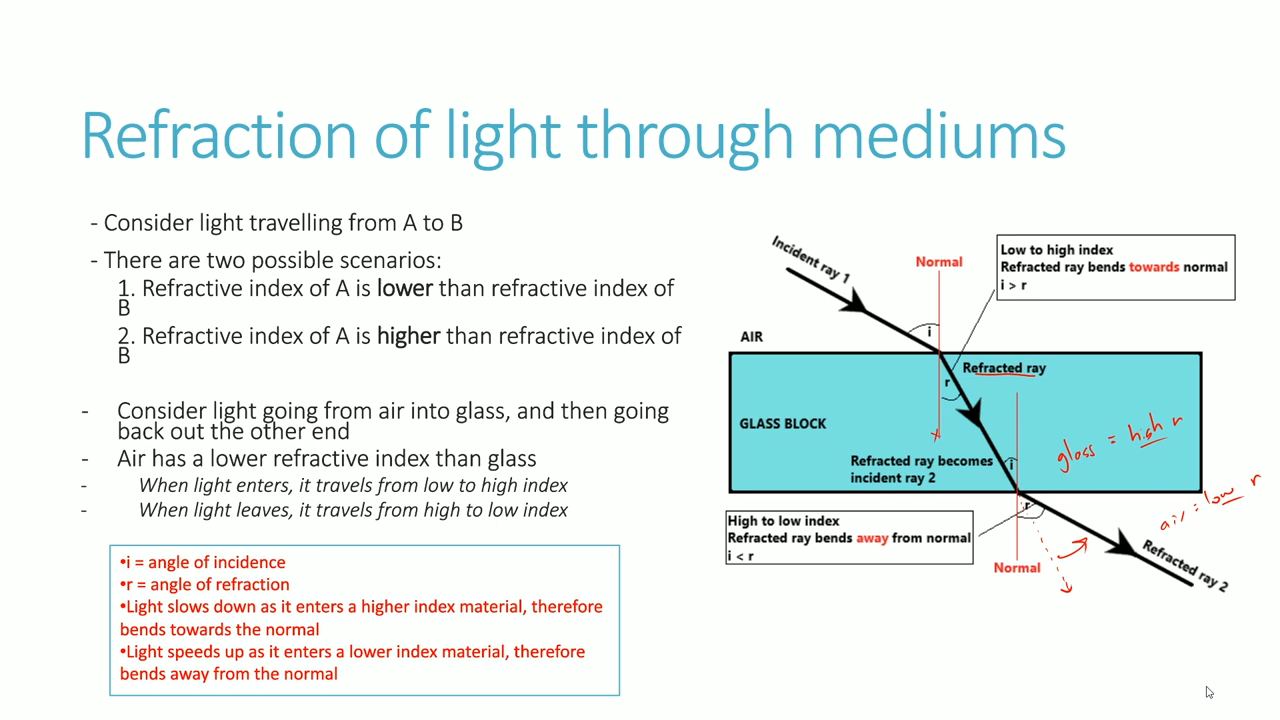 Refraction of light through mediums
- Consider light travelling from A to B
- There are two possible scenarios:
1. Refractive index of A is lower than refractive index of
B
2. Refractive index of A is higher than refractive index of
B
- Consider light going from air into glass, and then going
back out the other end
- Air has a lower refractive index than glass
- When light enters, it travels from low to high index
- When light leaves, it travels from high to low index
•i = angle of incidence
•r = angle of refraction
•Light slows down as it enters a higher index material, therefore
bends towards the normal
•Light speeds up as it enters a lower index material, therefore
bends away from the normal
Incident ray 1
Normal
Low to high index
Refracted ray bends towards normal
i > r
i
AIR
Refracted ray
r
GLASS BLOCK
glass = high r
Refracted ray becomes
incident ray 2
i
air = low r
r
High to low index
Refracted ray bends away from normal
i < r
Normal
Refracted ray 2